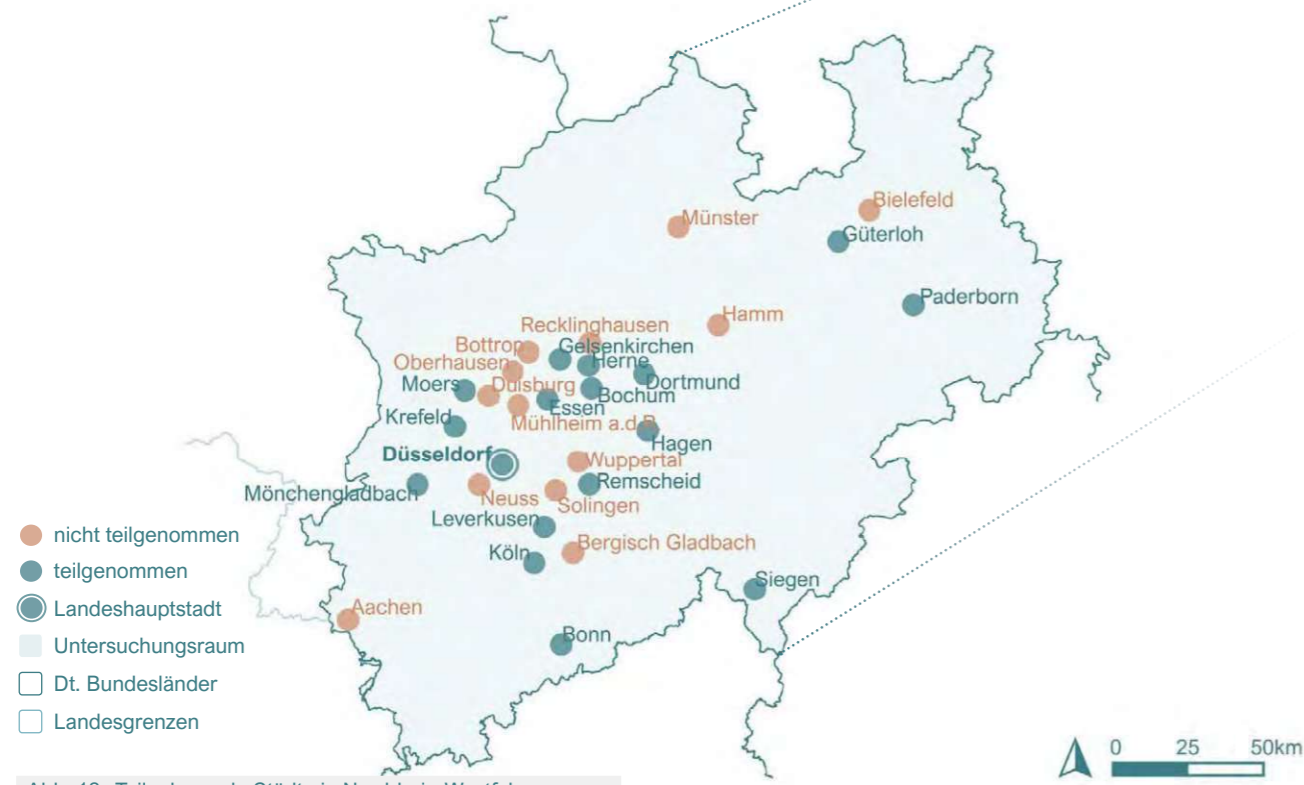 Münster
Bielefeld
Güterloh
Paderborn
Hamm
Recklinghausen
Bottrop
Gelsenkirchen
Oberhausen
Herne
Moers
Duisburg
Dortmund
Bochum
Essen
Krefeld
Mühlheim a.d.R
Hagen
Düsseldorf
Wuppertal
Remscheid
Mönchengladbach
Neuss
Solingen
Leverkusen
Köln
Bergisch Gladbach
Siegen
Aachen
Bonn
nicht teilgenommen
teilgenommen
Landeshauptstadt
Untersuchungsraum
Dt. Bundesländer
Landesgrenzen
0 25 50km